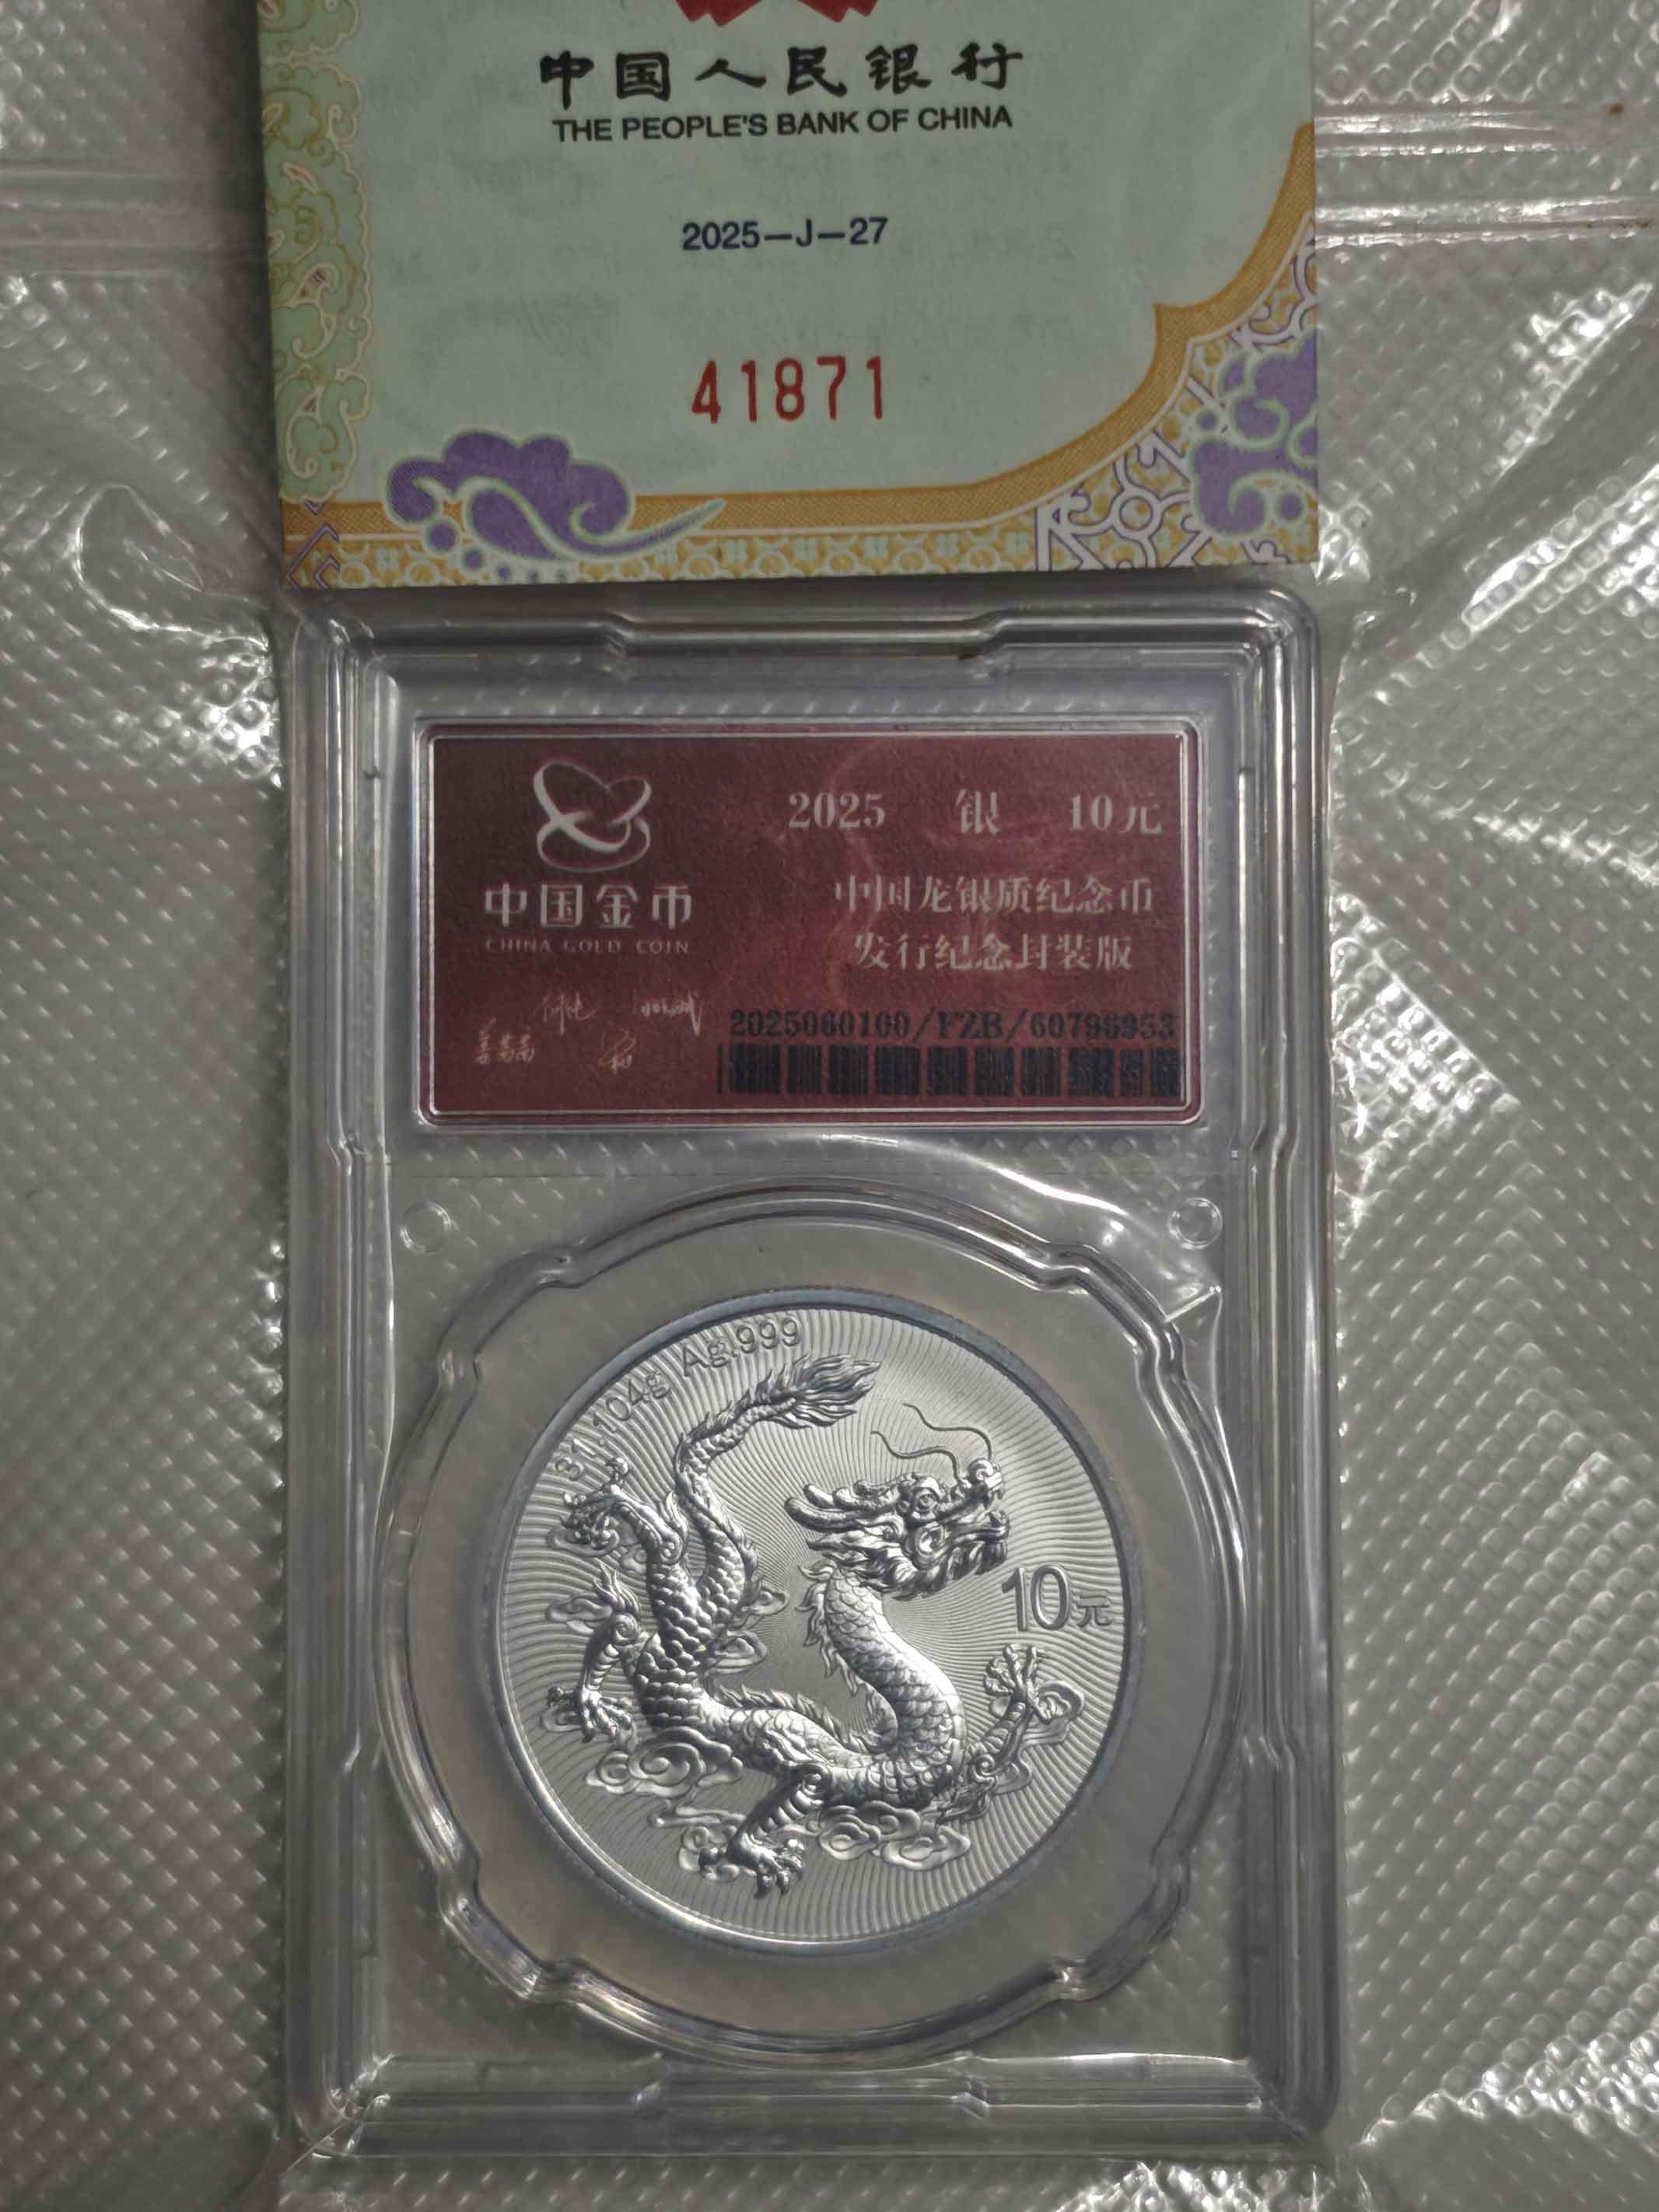 中国人民银行
THE PEOPLE'S BANK OF CHINA
2025—J—27
41871
2025 银 10元
中国金币
CHINA GOLD COIN
中国龙银质纪念币
发行纪念封装版
2025060100/FZB/60796953
31.104g Ag.999
10元